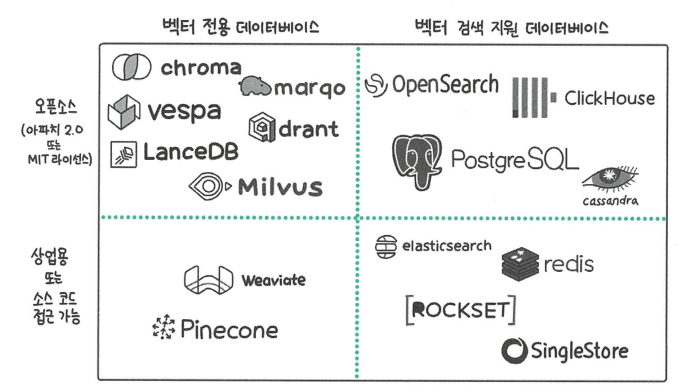 벡터 전용 데이터베이스
벡터 검색 지원 데이터베이스
오픈소스
(아파치 2.0
또는
MIT 라이선스)
chroma
marqo
vespa
drant
LanceDB
Milvus
OpenSearch
ClickHouse
PostgreSQL
cassandra
상업용
또는
소스 코드
접근 가능
Weaviate
Pinecone
elasticsearch
redis
[ROCKSET]
SingleStore